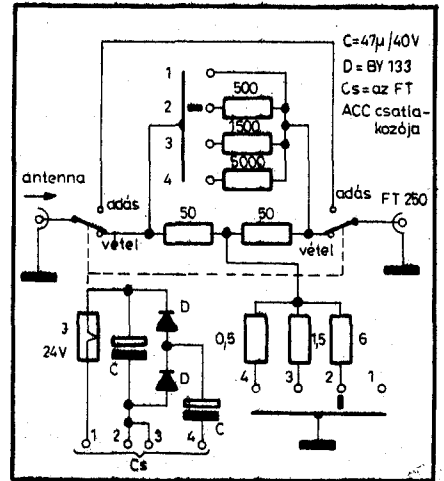 C=47µ/40V
D=BY 133
Cs=az FT
ACC csatla-
kozója
1
500
2
1500
3
5000
4
antenna
adás
adás
FT 250
50
50
vétel
vétel
J
24V
D
C
D
C
0,5
1,5
6
4
3
2
1
1
2
3
4
Cs